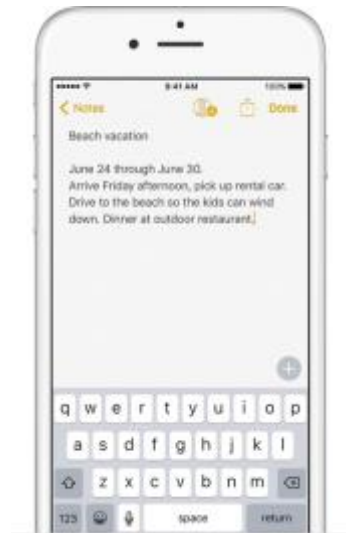 9:41 AM 100%
Notes Done
Beach vacation
June 24 through June 30.
Arrive Friday afternoon, pick up rental car.
Drive to the beach so the kids can wind
down. Dinner at outdoor restaurant.
q w e r t y u i o p
a s d f g h j k l
z x c v b n m
123 space return